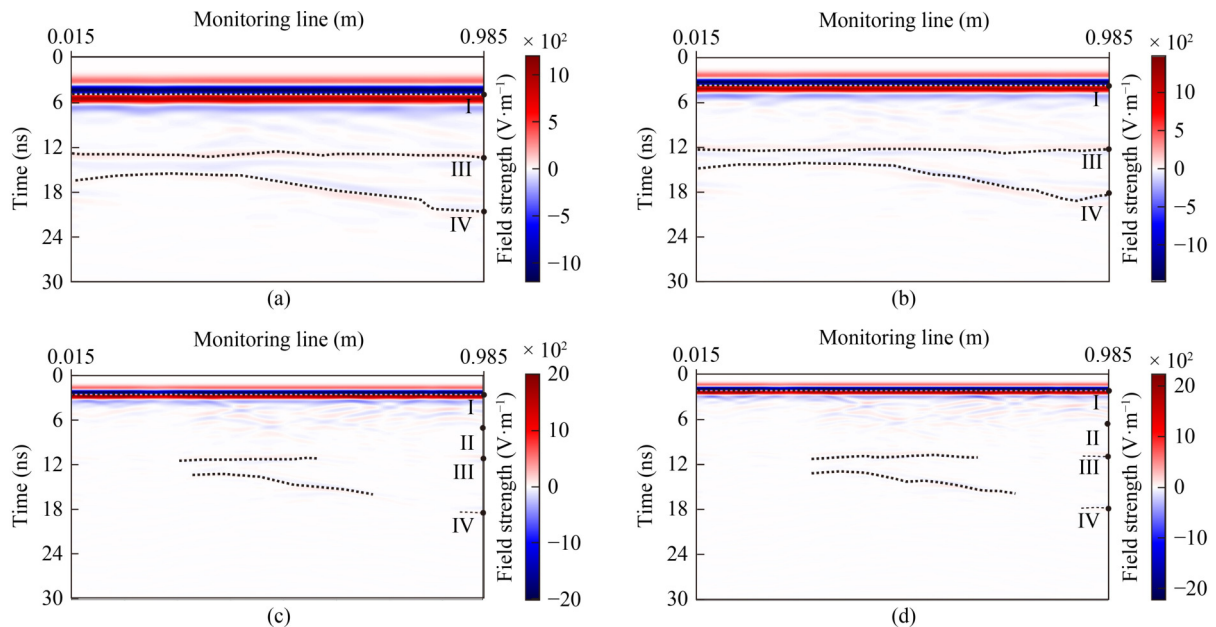 Monitoring line (m)
0.015 0.985
× 10²
0
6
12
18
24
30
Time (ns)
I
III
IV
10
5
0
−5
−10
Field strength (V·m⁻¹)
(a)
Monitoring line (m)
0.015 0.985
× 10²
0
6
12
18
24
30
Time (ns)
I
III
IV
10
5
0
−5
−10
Field strength (V·m⁻¹)
(b)
Monitoring line (m)
0.015 0.985
× 10²
0
6
12
18
24
30
Time (ns)
I
II
III
IV
20
10
0
−10
−20
Field strength (V·m⁻¹)
(c)
Monitoring line (m)
0.015 0.985
× 10²
0
6
12
18
24
30
Time (ns)
I
II
III
IV
20
10
0
−10
−20
Field strength (V·m⁻¹)
(d)